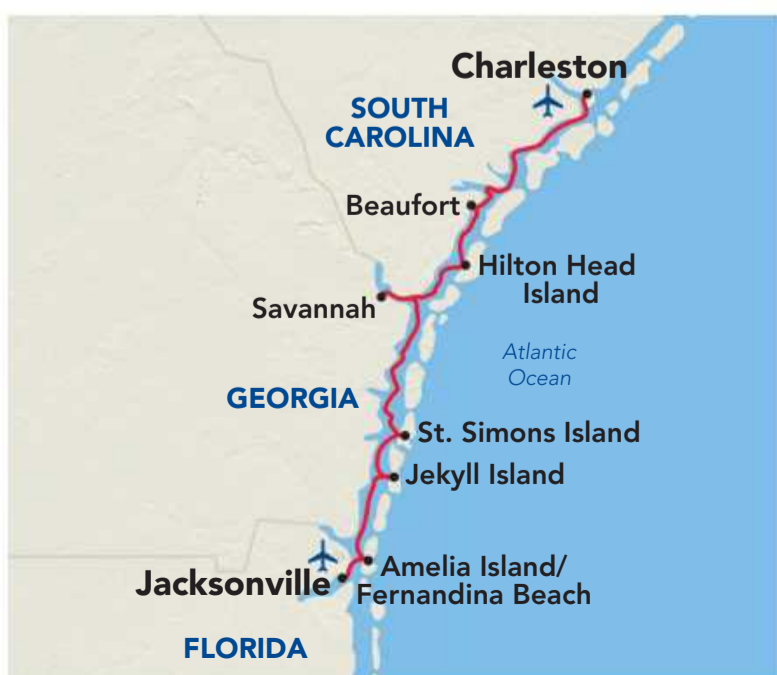 Charleston
SOUTH
CAROLINA
Beaufort
Hilton Head
Island
Savannah
Atlantic
Ocean
GEORGIA
St. Simons Island
Jekyll Island
Amelia Island/
Fernandina Beach
Jacksonville
FLORIDA